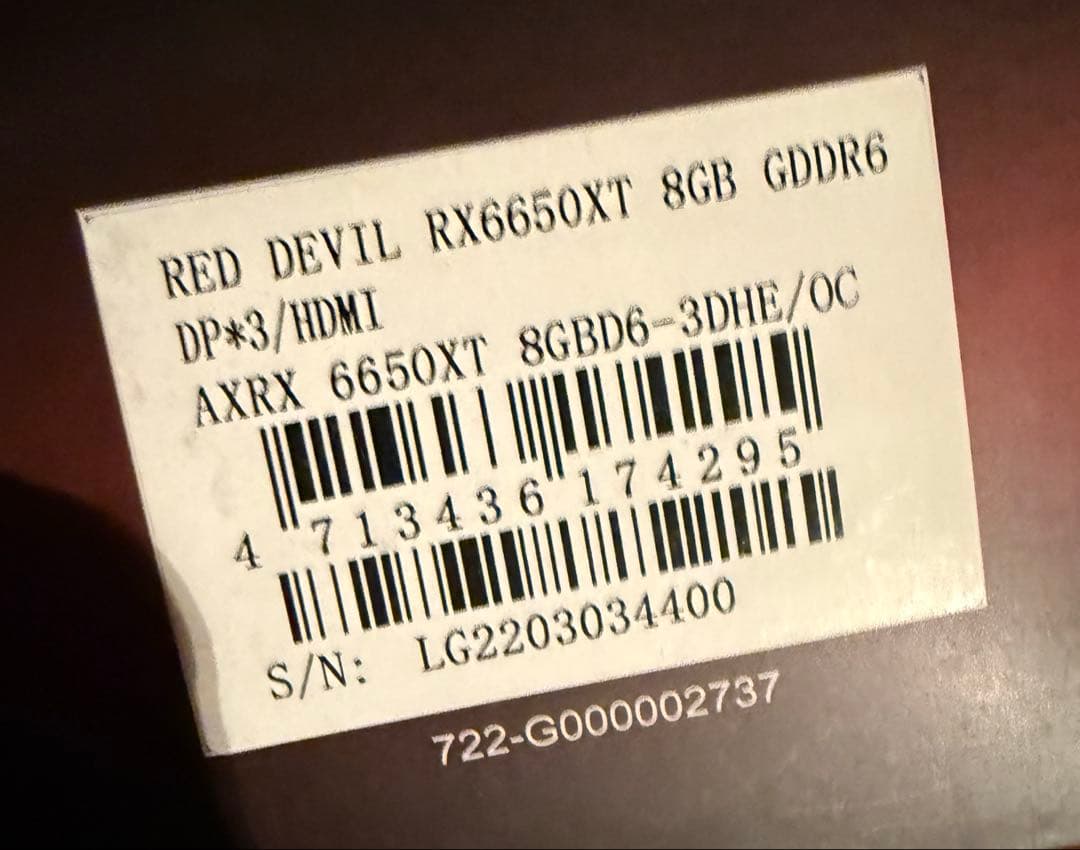 RED DEVIL RX6650XT 8GB GDDR6
DP*3/HDMI
AXRX 6650XT 8GBD6-3DHE/OC
4 713436 174295
S/N: LG2203034400
722-G000002737